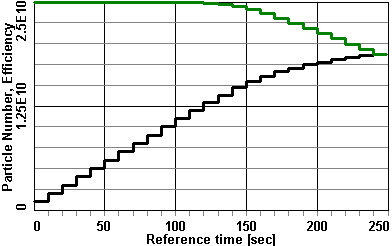 Particle Number, Efficiency
2.5E10
1.25E10
0
0 50 100 150 200 250
Reference time [sec]